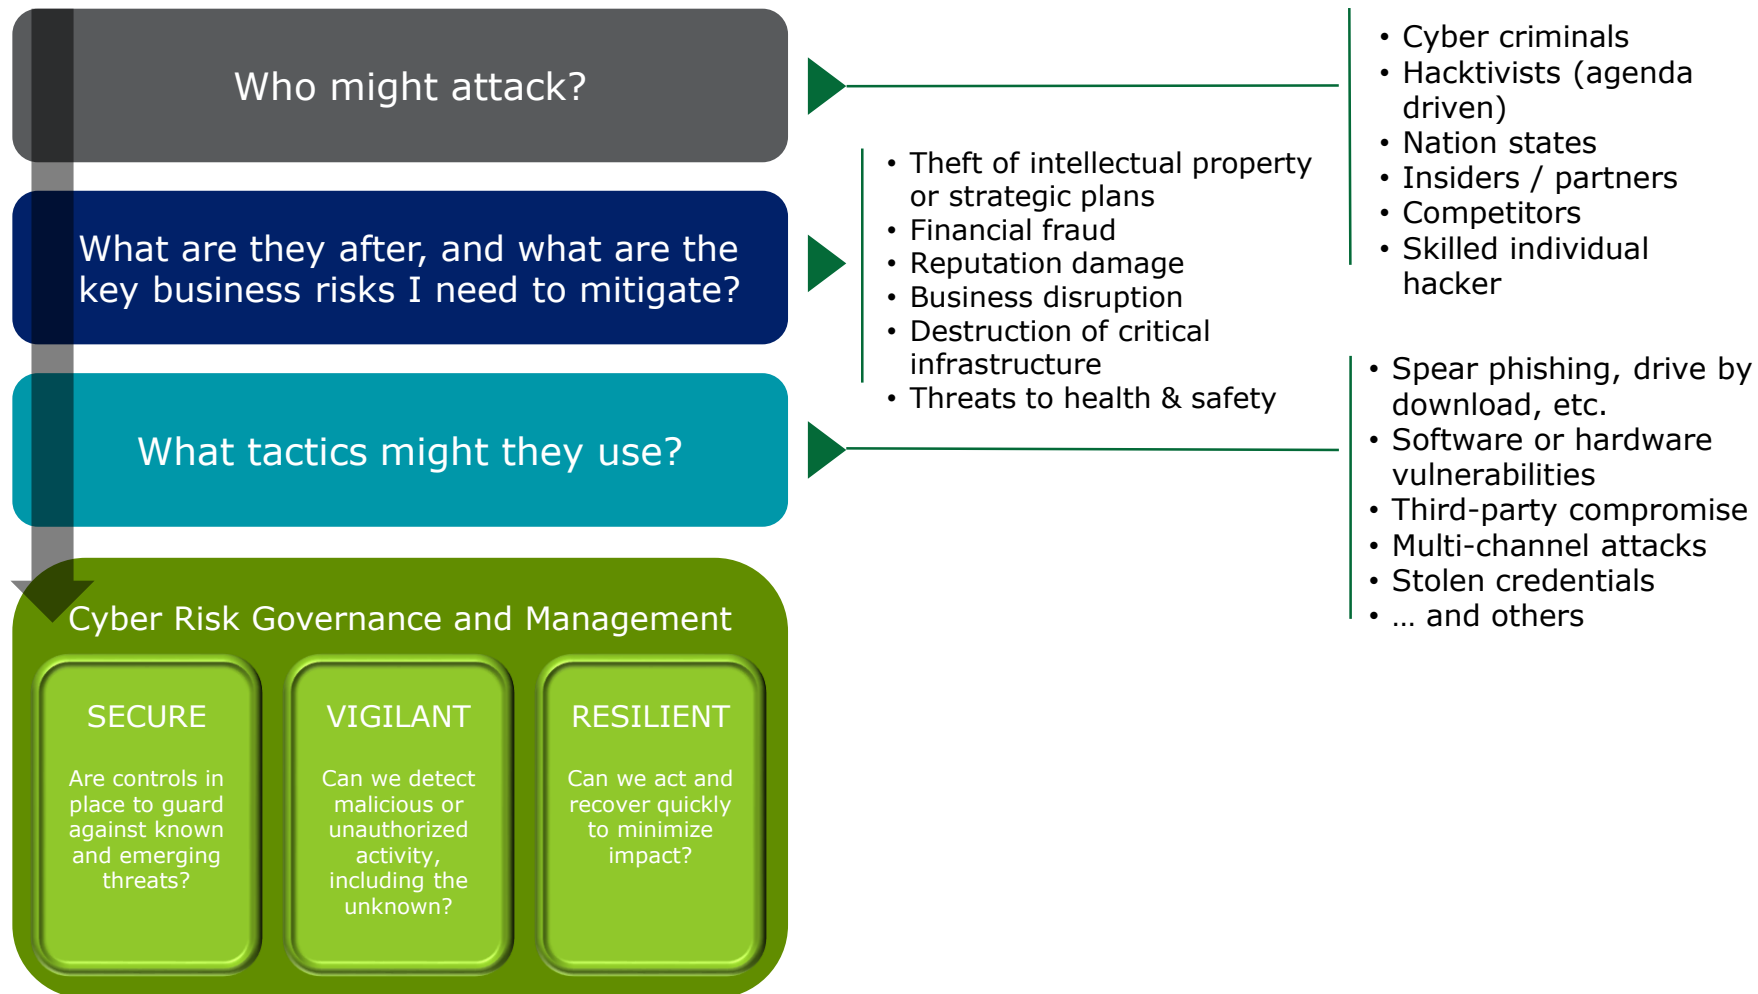 Who might attack?
• Cyber criminals
• Hacktivists (agenda
driven)
• Nation states
• Insiders / partners
• Competitors
• Skilled individual
hacker
What are they after, and what are the
key business risks I need to mitigate?
• Theft of intellectual property
or strategic plans
• Financial fraud
• Reputation damage
• Business disruption
• Destruction of critical
infrastructure
• Threats to health & safety
What tactics might they use?
• Spear phishing, drive by
download, etc.
• Software or hardware
vulnerabilities
• Third-party compromise
• Multi-channel attacks
• Stolen credentials
• … and others
Cyber Risk Governance and Management
SECURE
Are controls in
place to guard
against known
and emerging
threats?
VIGILANT
Can we detect
malicious or
unauthorized
activity,
including the
unknown?
RESILIENT
Can we act and
recover quickly
to minimize
impact?